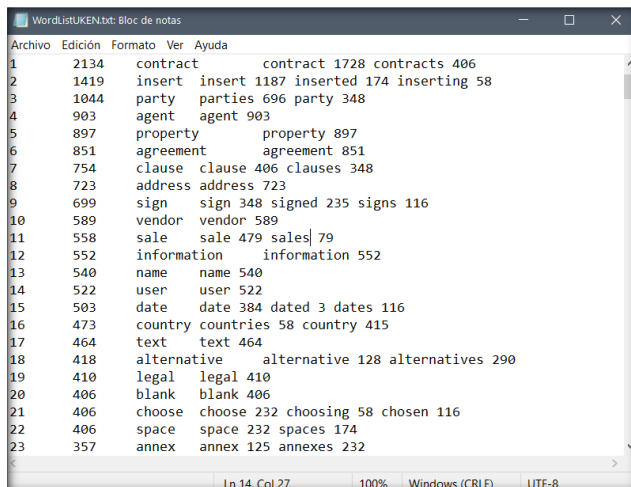 WordListUKEN.txt: Bloc de notas
Archivo Edición Formato Ver Ayuda
1 2134 contract contract 1728 contracts 406
2 1419 insert insert 1187 inserted 174 inserting 58
3 1044 party parties 696 party 348
4 903 agent agent 903
5 897 property property 897
6 851 agreement agreement 851
7 754 clause clause 406 clauses 348
8 723 address address 723
9 699 sign sign 348 signed 235 signs 116
10 589 vendor vendor 589
11 558 sale sale 479 sales 79
12 552 information information 552
13 540 name name 540
14 522 user user 522
15 503 date date 384 dated 3 dates 116
16 473 country countries 58 country 415
17 464 text text 464
18 418 alternative alternative 128 alternatives 290
19 410 legal legal 410
20 406 blank blank 406
21 406 choose choose 232 choosing 58 chosen 116
22 406 space space 232 spaces 174
23 357 annex annex 125 annexes 232
Ln 14, Col 27 100% Windows (CRLF) UTF-8